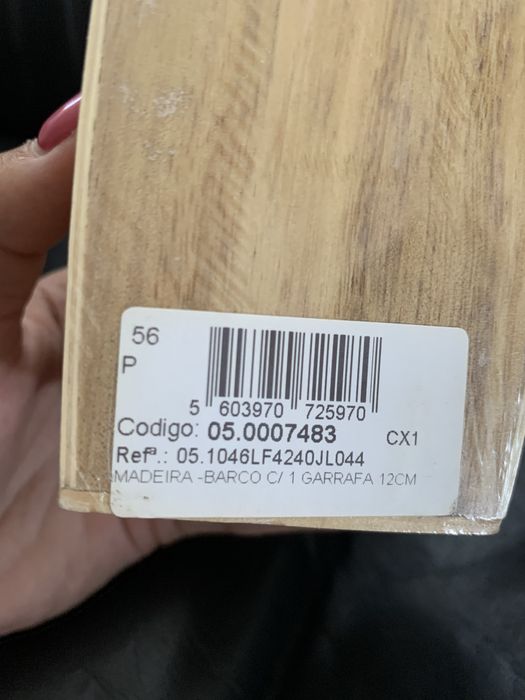 56
P
5 603970 725970
Codigo: 05.0007483 CX1
Refª.: 05.1046LF4240JL044
MADEIRA -BARCO C/ 1 GARRAFA 12CM